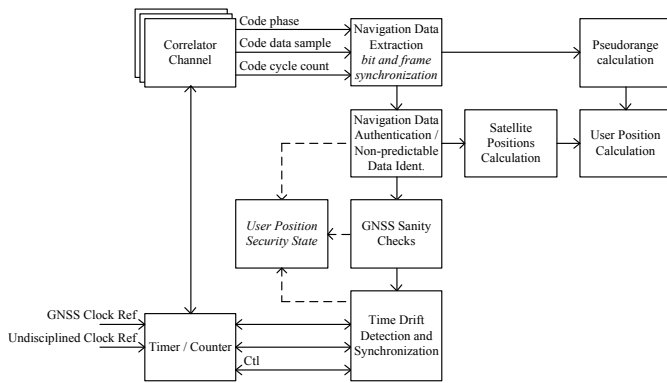 Code phase
Code data sample
Code cycle count
Correlator
Channel
Navigation Data
Extraction
bit and frame
synchronization
Pseudorange
calculation
Navigation Data
Authentication /
Non-predictable
Data Ident.
Satellite
Positions
Calculation
User Position
Calculation
User Position
Security State
GNSS Sanity
Checks
GNSS Clock Ref
Undisciplined Clock Ref
Timer / Counter
Ctl
Time Drift
Detection and
Synchronization